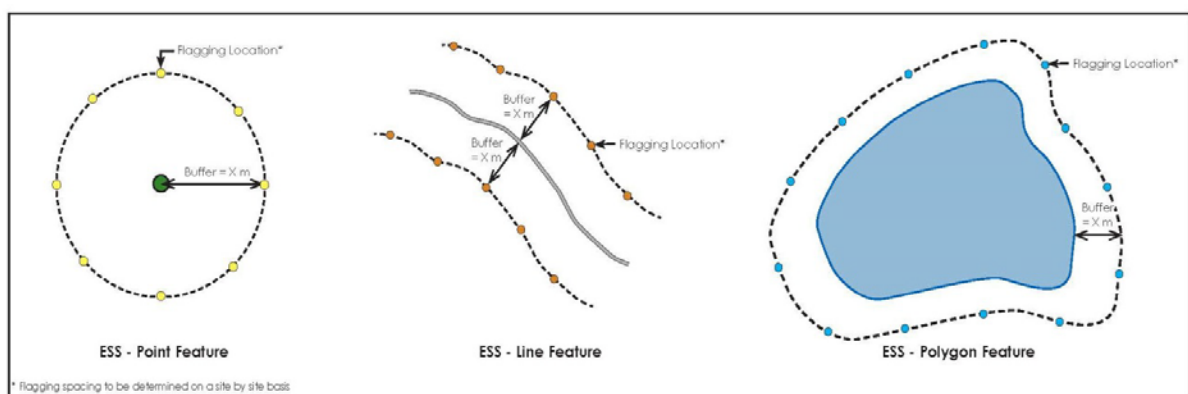 Flagging Location*
Buffer = X m
ESS - Point Feature
Buffer
= X m
Buffer
= X m
Flagging Location*
ESS - Line Feature
Flagging Location*
Buffer
= X m
ESS - Polygon Feature
* Flagging spacing to be determined on a site by site basis